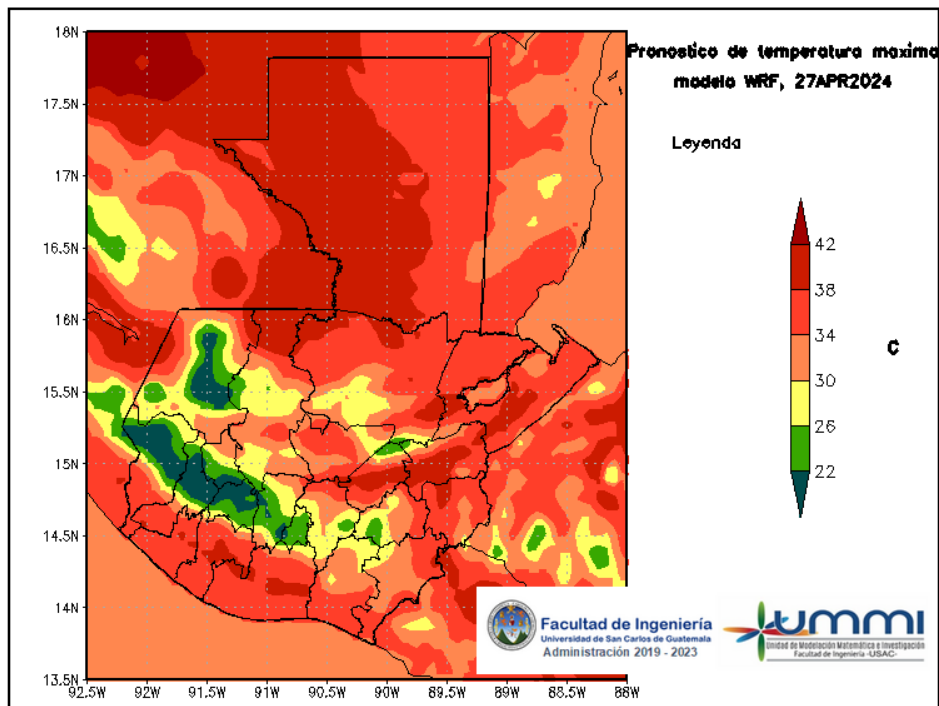 Pronostico de temperatura maxima
modelo WRF, 27APR2024
Leyenda
42
38
34
30
26
22
C
18N
17.5N
17N
16.5N
16N
15.5N
15N
14.5N
14N
13.5N
92.5W
92W
91.5W
91W
90.5W
90W
89.5W
89W
88.5W
88W
Facultad de Ingeniería
Universidad de San Carlos de Guatemala
Administración 2019 - 2023
UMMI
Unidad de Modelación Matemática e Investigación
Facultad de Ingeniería -USAC-